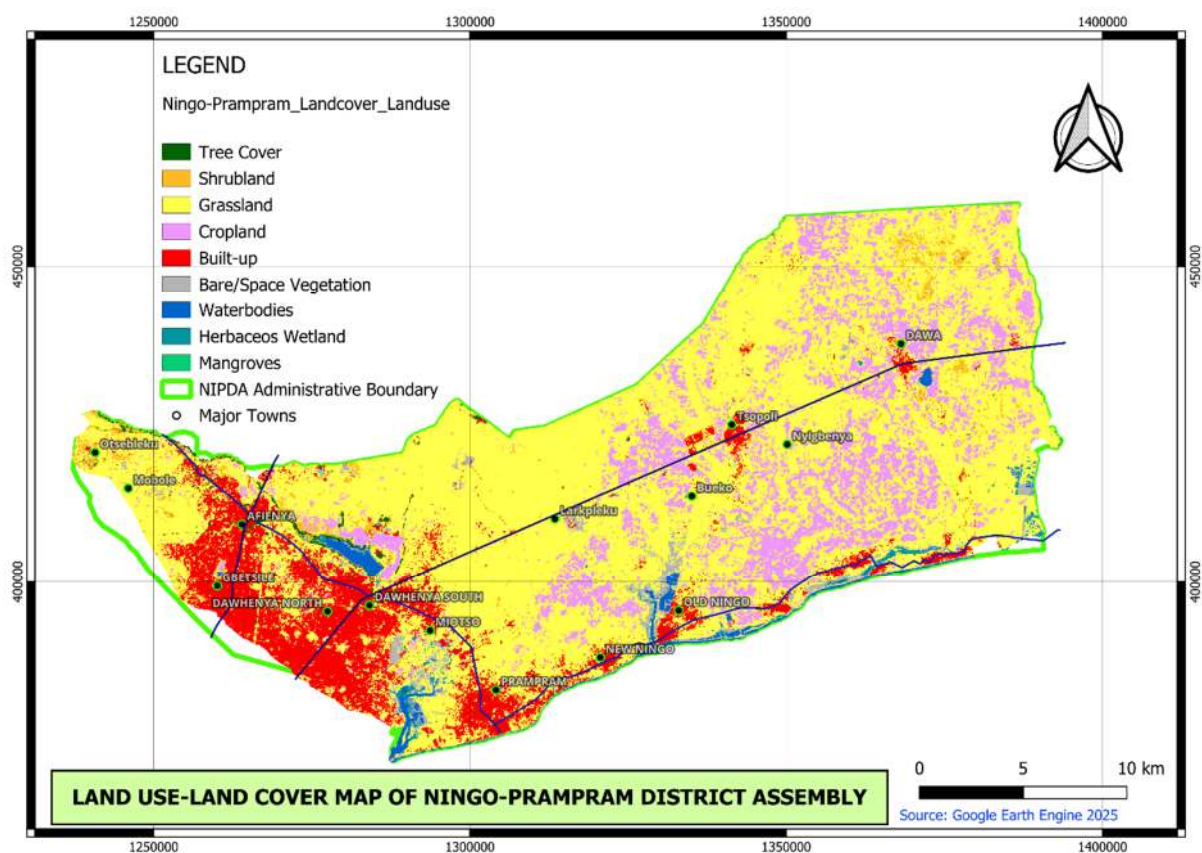 1250000 1300000 1350000 1400000
LEGEND
Ningo-Prampram_Landcover_Landuse
Tree Cover
Shrubland
Grassland
Cropland
Built-up
Bare/Space Vegetation
Waterbodies
Herbaceos Wetland
Mangroves
NIPDA Administrative Boundary
Major Towns
450000 450000
DAWA
Tsopoli
Nyigbenya
Otsebleku
Mobole
Bueko
Larkpleku
AFIENYA
400000 400000
GBETSILE
DAWHENYA SOUTH
DAWHENYA NORTH
OLD NINGO
MIOTSO
NEW NINGO
PRAMPRAM
0 5 10 km
LAND USE-LAND COVER MAP OF NINGO-PRAMPRAM DISTRICT ASSEMBLY
Source: Google Earth Engine 2025
1250000 1300000 1350000 1400000